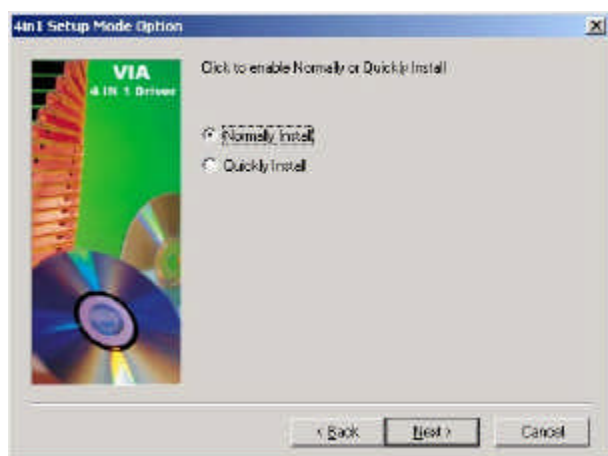 4in1 Setup Mode Option
VIA
4 IN 1 Driver
Click to enable Normally or Quickly Install
Normally Install
Quickly Install
< Back
Next >
Cancel